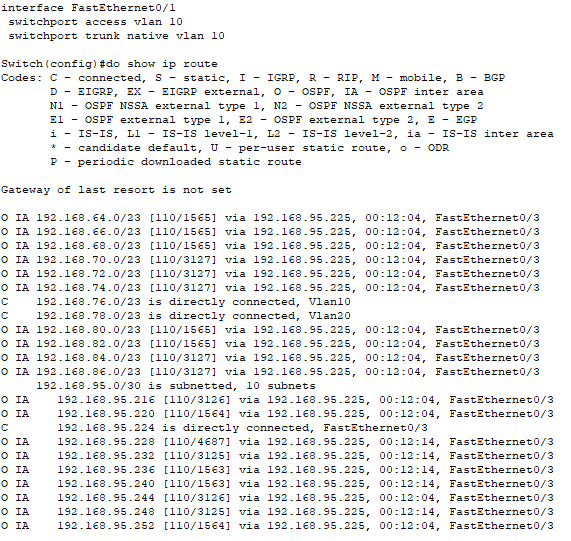 interface FastEthernet0/1
 switchport access vlan 10
 switchport trunk native vlan 10

Switch(config)#do show ip route
Codes: C - connected, S - static, I - IGRP, R - RIP, M - mobile, B - BGP
       D - EIGRP, EX - EIGRP external, O - OSPF, IA - OSPF inter area
       N1 - OSPF NSSA external type 1, N2 - OSPF NSSA external type 2
       E1 - OSPF external type 1, E2 - OSPF external type 2, E - EGP
       i - IS-IS, L1 - IS-IS level-1, L2 - IS-IS level-2, ia - IS-IS inter area
       * - candidate default, U - per-user static route, o - ODR
       P - periodic downloaded static route

Gateway of last resort is not set

O IA 192.168.64.0/23 [110/1565] via 192.168.95.225, 00:12:04, FastEthernet0/3
O IA 192.168.66.0/23 [110/1565] via 192.168.95.225, 00:12:04, FastEthernet0/3
O IA 192.168.68.0/23 [110/1565] via 192.168.95.225, 00:12:04, FastEthernet0/3
O IA 192.168.70.0/23 [110/3127] via 192.168.95.225, 00:12:04, FastEthernet0/3
O IA 192.168.72.0/23 [110/3127] via 192.168.95.225, 00:12:04, FastEthernet0/3
O IA 192.168.74.0/23 [110/3127] via 192.168.95.225, 00:12:04, FastEthernet0/3
C    192.168.76.0/23 is directly connected, Vlan10
C    192.168.78.0/23 is directly connected, Vlan20
O IA 192.168.80.0/23 [110/1565] via 192.168.95.225, 00:12:04, FastEthernet0/3
O IA 192.168.82.0/23 [110/1565] via 192.168.95.225, 00:12:04, FastEthernet0/3
O IA 192.168.84.0/23 [110/3127] via 192.168.95.225, 00:12:04, FastEthernet0/3
O IA 192.168.86.0/23 [110/3127] via 192.168.95.225, 00:12:04, FastEthernet0/3
     192.168.95.0/30 is subnetted, 10 subnets
O IA    192.168.95.216 [110/3126] via 192.168.95.225, 00:12:04, FastEthernet0/3
O IA    192.168.95.220 [110/1564] via 192.168.95.225, 00:12:04, FastEthernet0/3
C       192.168.95.224 is directly connected, FastEthernet0/3
O IA    192.168.95.228 [110/4687] via 192.168.95.225, 00:12:14, FastEthernet0/3
O IA    192.168.95.232 [110/3125] via 192.168.95.225, 00:12:14, FastEthernet0/3
O IA    192.168.95.236 [110/1563] via 192.168.95.225, 00:12:14, FastEthernet0/3
O IA    192.168.95.240 [110/1563] via 192.168.95.225, 00:12:14, FastEthernet0/3
O IA    192.168.95.244 [110/3126] via 192.168.95.225, 00:12:04, FastEthernet0/3
O IA    192.168.95.248 [110/3125] via 192.168.95.225, 00:12:14, FastEthernet0/3
O IA    192.168.95.252 [110/1564] via 192.168.95.225, 00:12:04, FastEthernet0/3